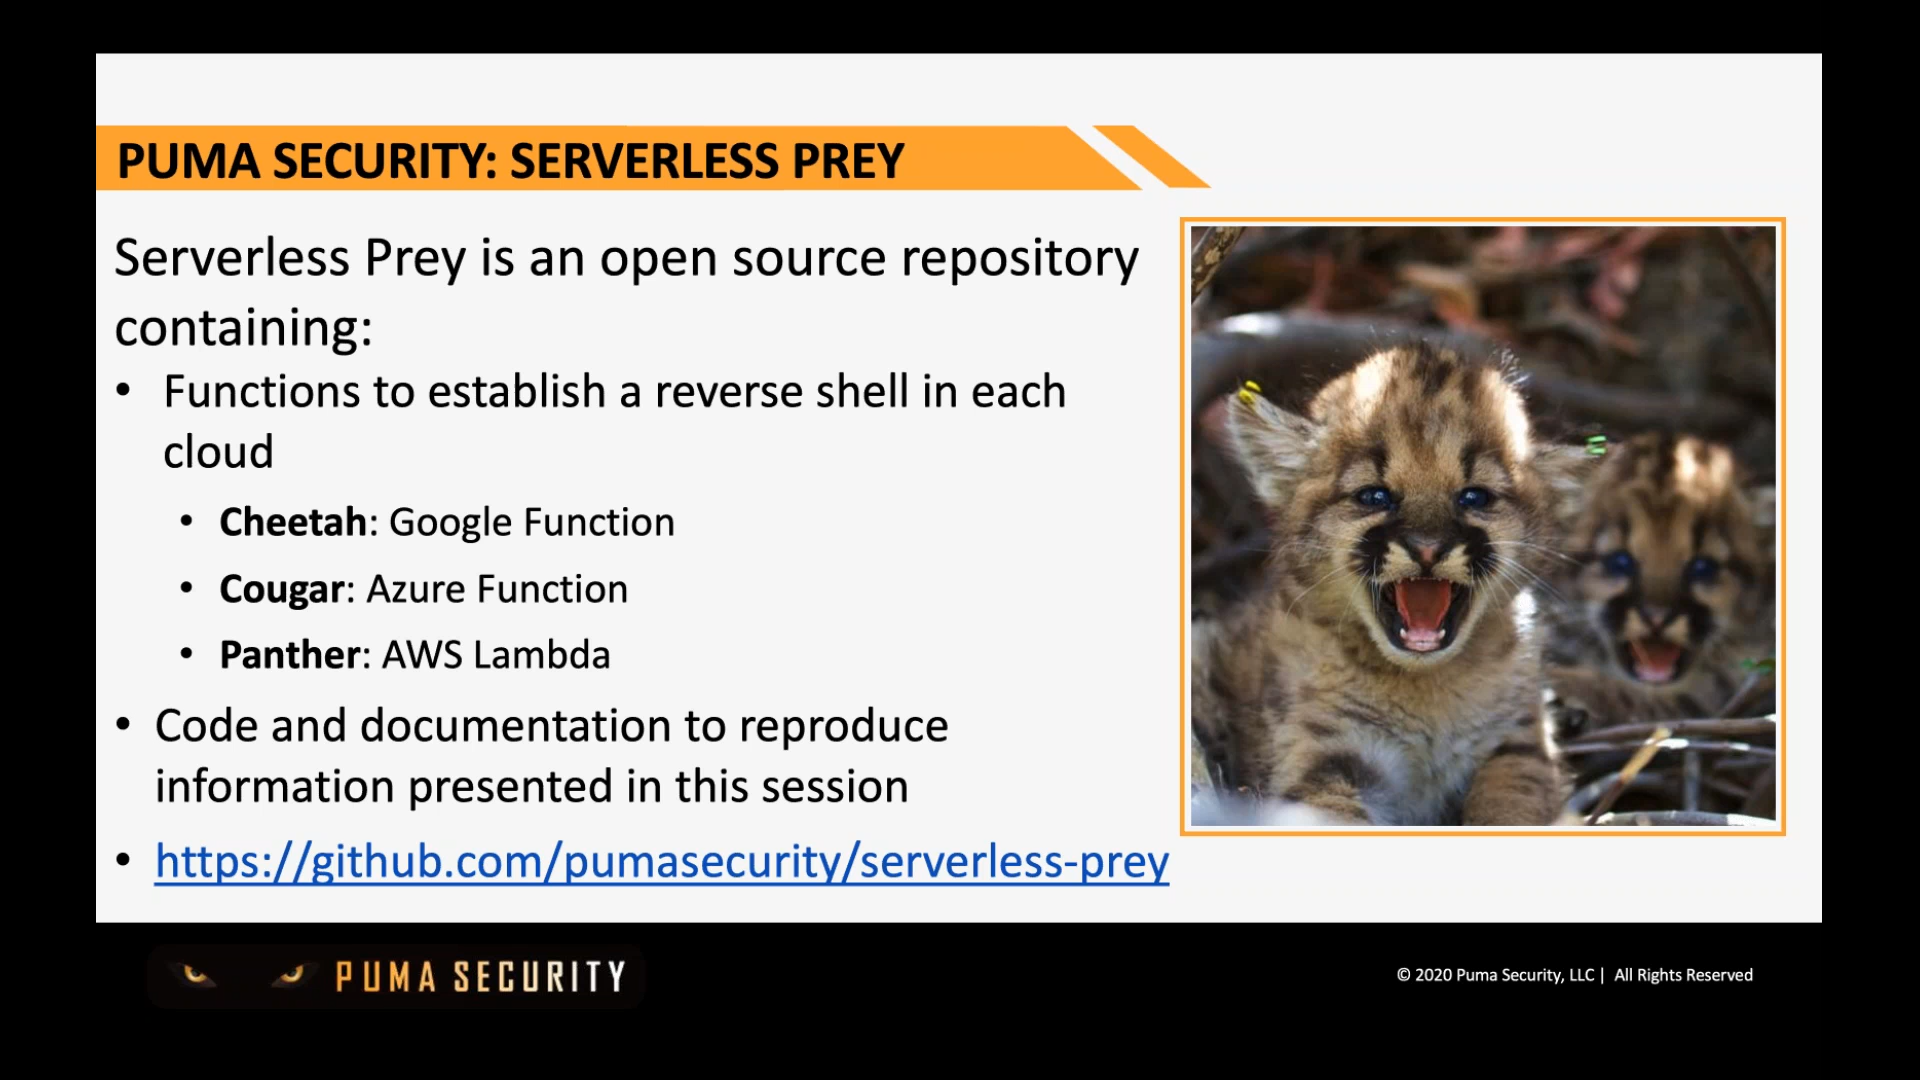 PUMA SECURITY: SERVERLESS PREY
Serverless Prey is an open source repository
containing:
• Functions to establish a reverse shell in each
cloud
• Cheetah: Google Function
• Cougar: Azure Function
• Panther: AWS Lambda
• Code and documentation to reproduce
information presented in this session
• https://github.com/pumasecurity/serverless-prey
PUMA SECURITY
© 2020 Puma Security, LLC | All Rights Reserved